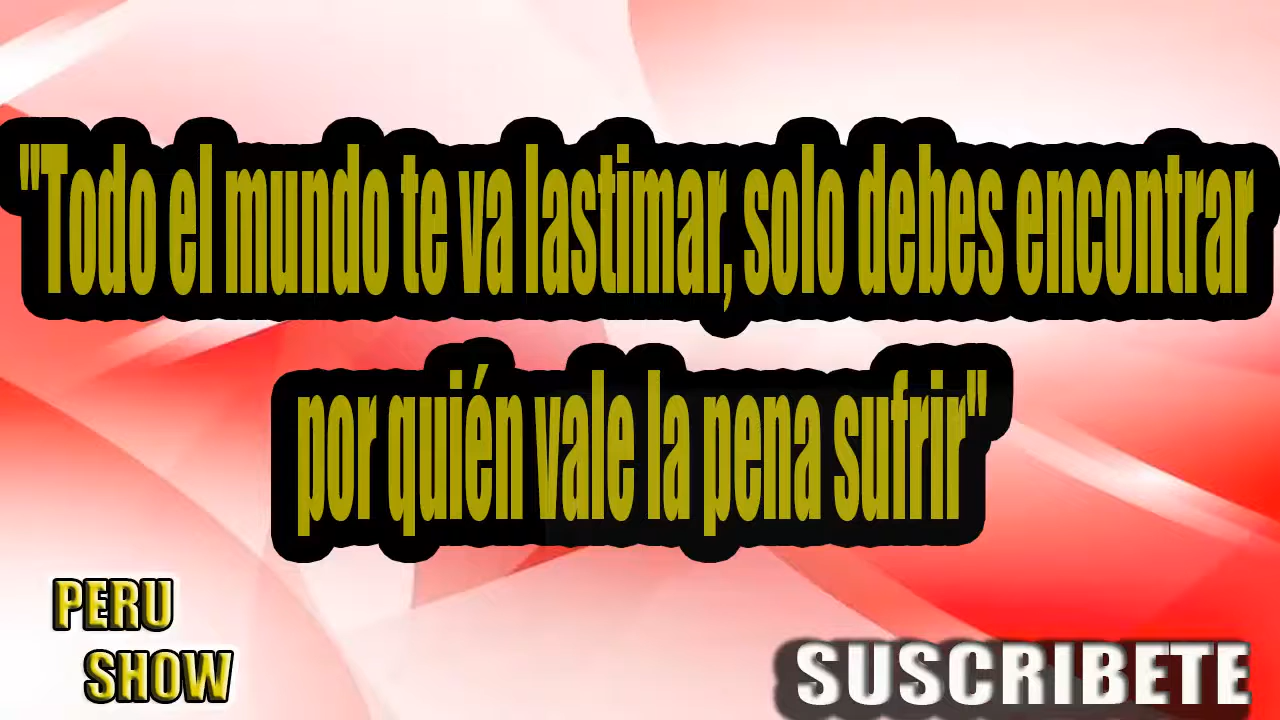 "Todo el mundo te va lastimar, solo debes encontrar
por quién vale la pena sufrir"
PERU
SHOW
SUSCRIBETE